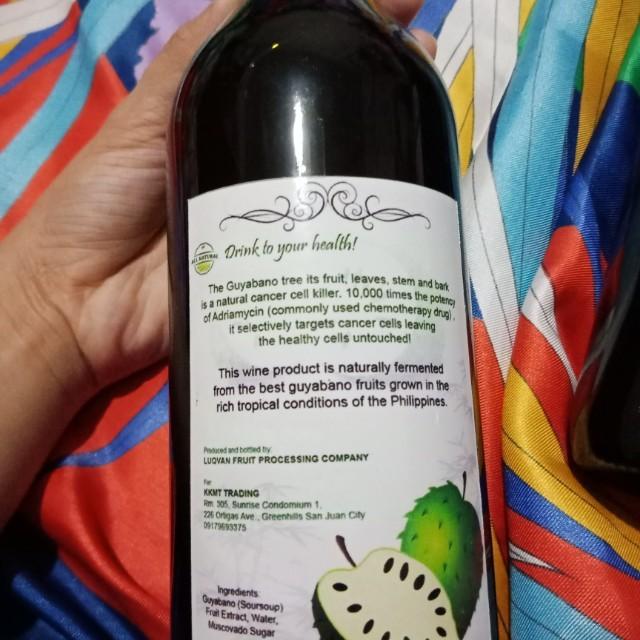 ALL NATURAL
Drink to your health!
The Guyabano tree its fruit, leaves, stem and bark
is a natural cancer cell killer. 10,000 times the potency
of Adriamycin (commonly used chemotherapy drug) .
it selectively targets cancer cells leaving
the healthy cells untouched!
This wine product is naturally fermented
from the best guyabano fruits grown in the
rich tropical conditions of the Philippines.
Produced and bottled by:
LUQVAN FRUIT PROCESSING COMPANY
For
KKMT TRADING
Rm. 305, Sunrise Condominium 1,
226 Ortigas Ave., Greenhills San Juan City
09179693375
Ingredients:
Guyabano (Soursoup)
Fruit Extract, Water,
Muscovado Sugar